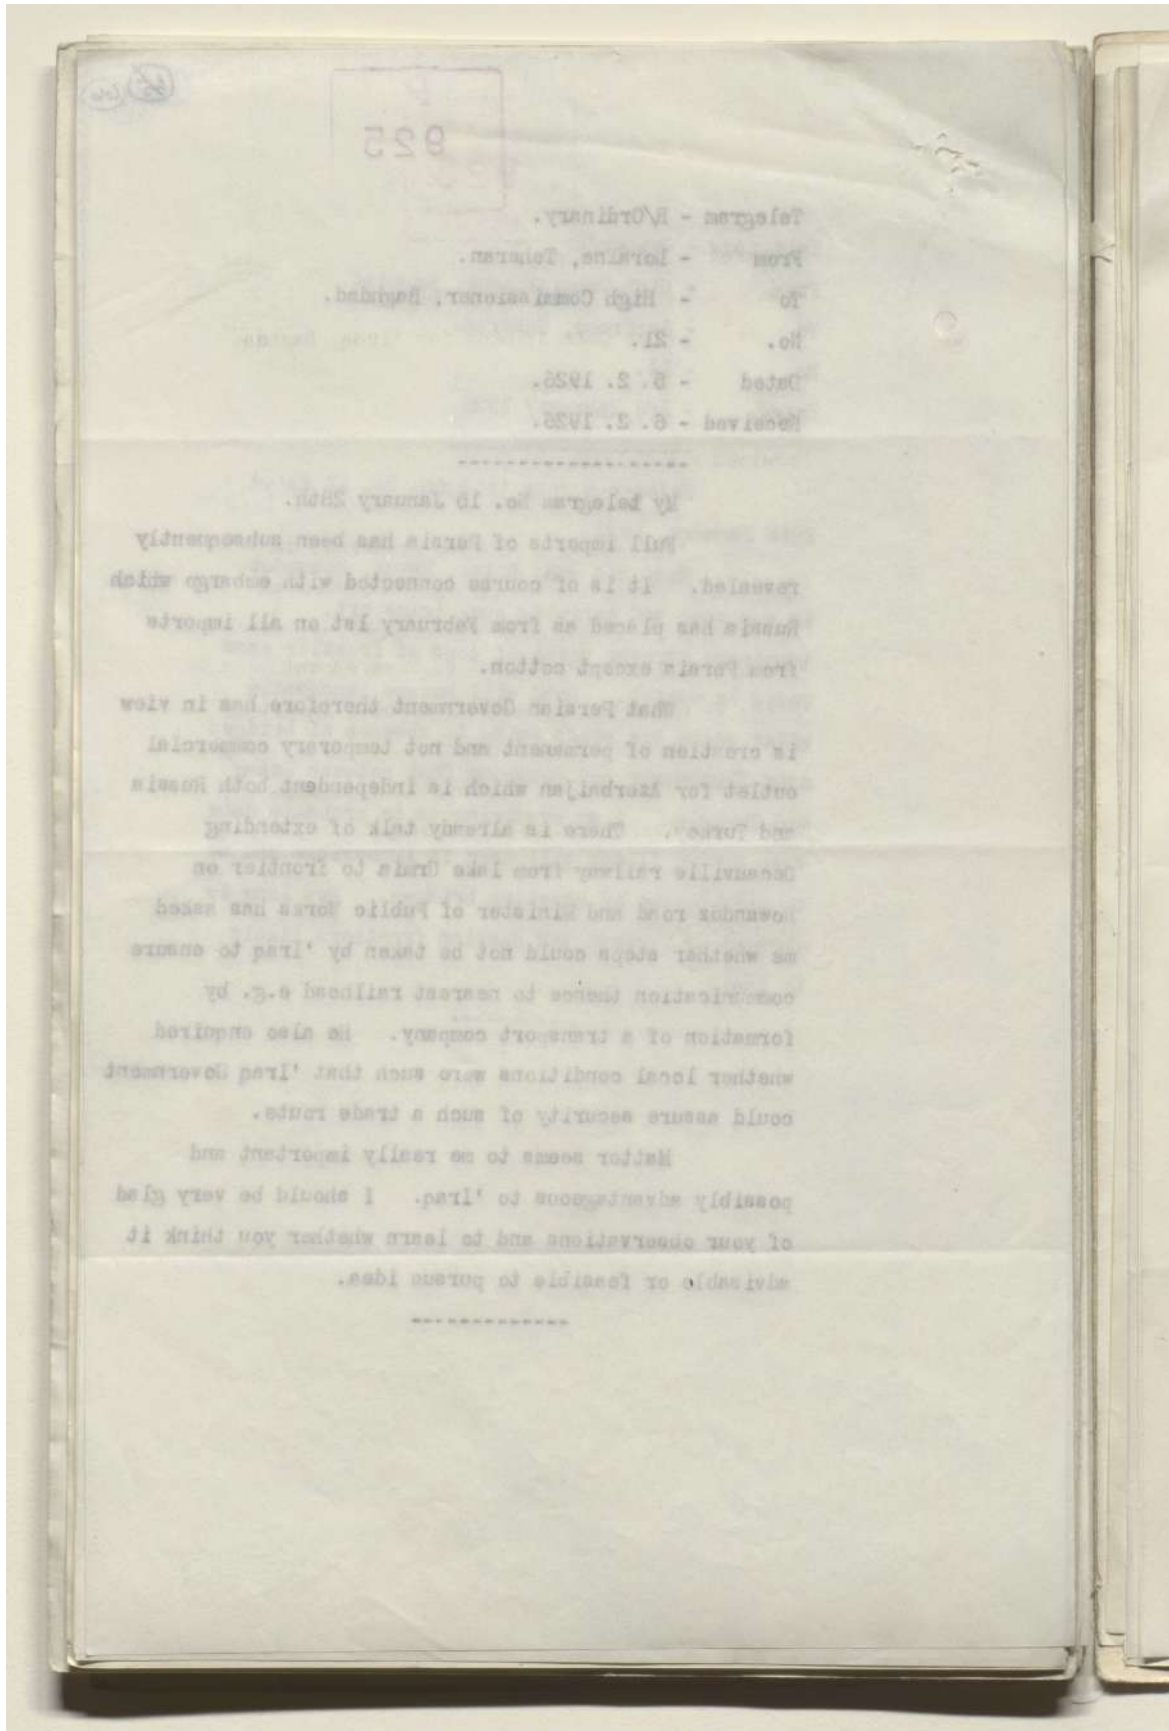 925
Telegram - R/Ordinary.
From - Loraine, Teheran.
To - High Commissioner, Baghdad.
No. - 21.
Dated - 5. 2. 1926.
Received - 6. 2. 1926.
-------------------
My telegram No. 16 January 28th.
Full imports of Persia has been subsequently
revealed. It is of course connected with embargo which
Russia has placed as from February 1st on all imports
from Persia except cotton.
What Persian Government therefore has in view
is creation of permanent and not temporary commercial
outlet for Azerbaijan which is independent both Russia
and Turke . There is already talk of extending
railway from lake Urmia to frontier on
Rowanduz road and Minister of Public Works has asked
me whether steps could not be taken by 'Iraq to ensure
communication thence to nearest railhead e.g. by
formation of a transport company. He also enquired
whether local conditions were such that 'Iraq Government
could assure security of such a trade route.
Matter seems to me really important and
possibly advantageous to 'Iraq. I should be very glad
of your observations and to learn whether you think it
advisable or feasible to pursue idea.
-------------